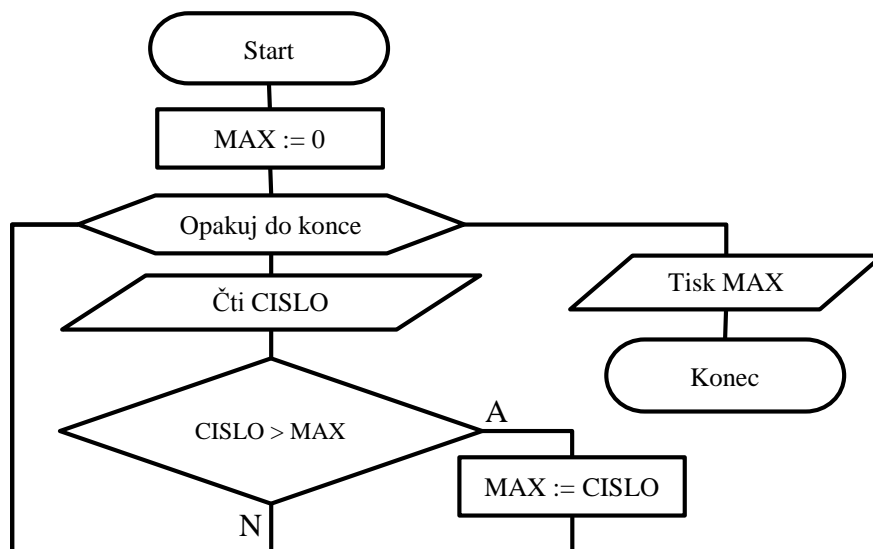 Start
MAX := 0
Opakuj do konce
Čti CISLO
Tisk MAX
Konec
CISLO > MAX
A
MAX := CISLO
N